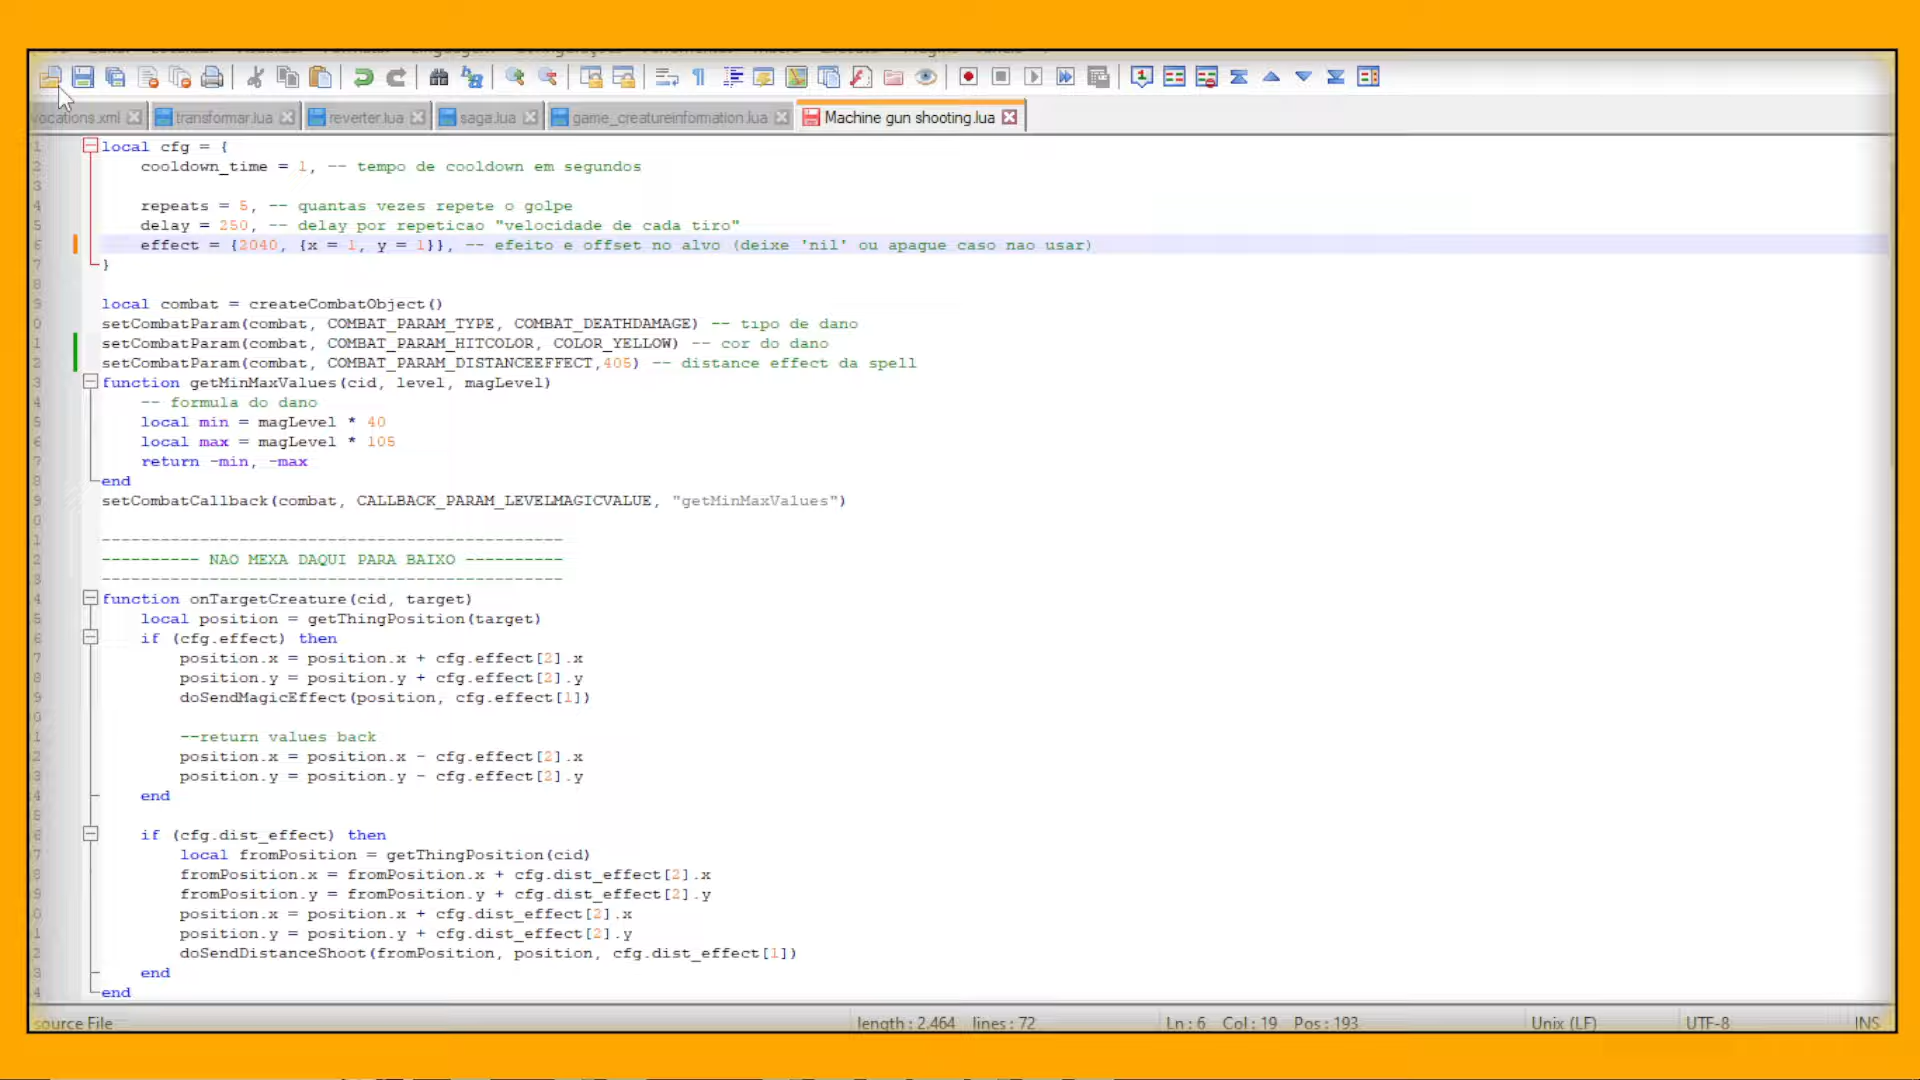 vocations.xml transformar.lua reverter.lua saga.lua game_creatureinformation.lua Machine gun shooting.lua
local cfg = {
cooldown_time = 1, -- tempo de cooldown em segundos
repeats = 5, -- quantas vezes repete o golpe
delay = 250, -- delay por repeticao "velocidade de cada tiro"
effect = {2040, {x = 1, y = 1}}, -- efeito e offset no alvo (deixe 'nil' ou apague caso nao usar)
}
local combat = createCombatObject()
setCombatParam(combat, COMBAT_PARAM_TYPE, COMBAT_DEATHDAMAGE) -- tipo de dano
setCombatParam(combat, COMBAT_PARAM_HITCOLOR, COLOR_YELLOW) -- cor do dano
setCombatParam(combat, COMBAT_PARAM_DISTANCEEFFECT,405) -- distance effect da spell
function getMinMaxValues(cid, level, magLevel)
-- formula do dano
local min = magLevel * 40
local max = magLevel * 105
return -min, -max
end
setCombatCallback(combat, CALLBACK_PARAM_LEVELMAGICVALUE, "getMinMaxValues")
-----------------------------------------------
---------- NAO MEXA DAQUI PARA BAIXO ----------
-----------------------------------------------
function onTargetCreature(cid, target)
local position = getThingPosition(target)
if (cfg.effect) then
position.x = position.x + cfg.effect[2].x
position.y = position.y + cfg.effect[2].y
doSendMagicEffect(position, cfg.effect[1])
--return values back
position.x = position.x - cfg.effect[2].x
position.y = position.y - cfg.effect[2].y
end
if (cfg.dist_effect) then
local fromPosition = getThingPosition(cid)
fromPosition.x = fromPosition.x + cfg.dist_effect[2].x
fromPosition.y = fromPosition.y + cfg.dist_effect[2].y
position.x = position.x + cfg.dist_effect[2].x
position.y = position.y + cfg.dist_effect[2].y
doSendDistanceShoot(fromPosition, position, cfg.dist_effect[1])
end
end
source File length : 2.464 lines : 72 Ln : 6 Col : 19 Pos : 193 Unix (LF) UTF-8 INS